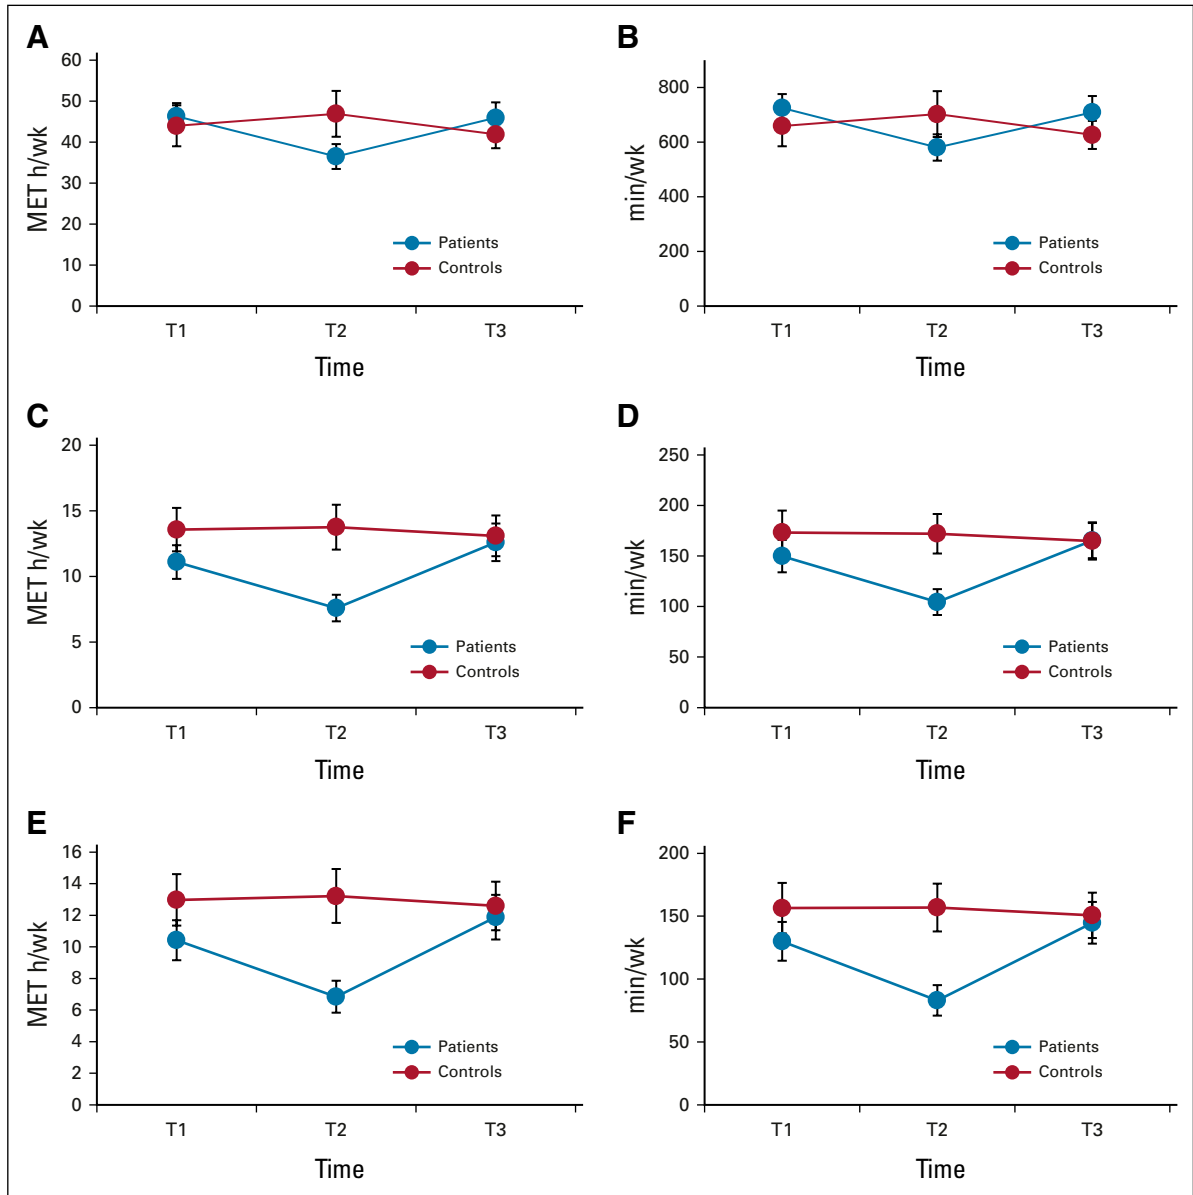 A
60
50
40
30
20
10
0
MET h/wk
Patients
Controls
T1 T2 T3
Time
B
800
600
400
200
0
min/wk
Patients
Controls
T1 T2 T3
Time
C
20
15
10
5
0
MET h/wk
Patients
Controls
T1 T2 T3
Time
D
250
200
150
100
50
0
min/wk
Patients
Controls
T1 T2 T3
Time
E
16
14
12
10
8
6
4
2
0
MET h/wk
Patients
Controls
T1 T2 T3
Time
F
200
150
100
50
0
min/wk
Patients
Controls
T1 T2 T3
Time